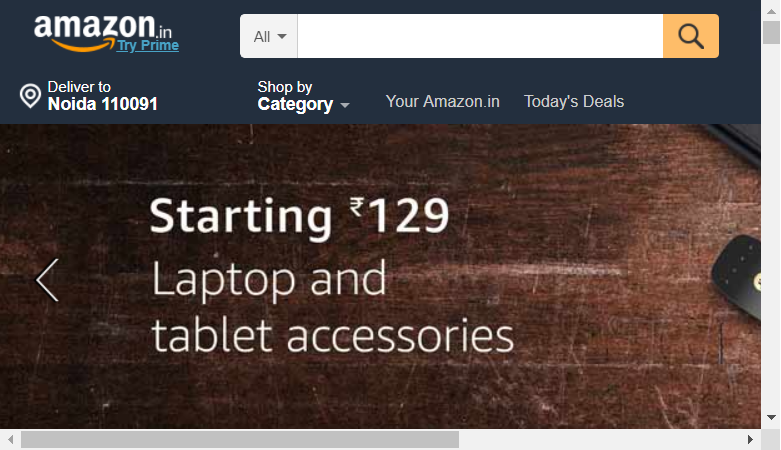 amazon.in
Try Prime
All
Deliver to
Noida 110091
Shop by
Category
Your Amazon.in
Today's Deals
Starting ₹129
Laptop and
tablet accessories